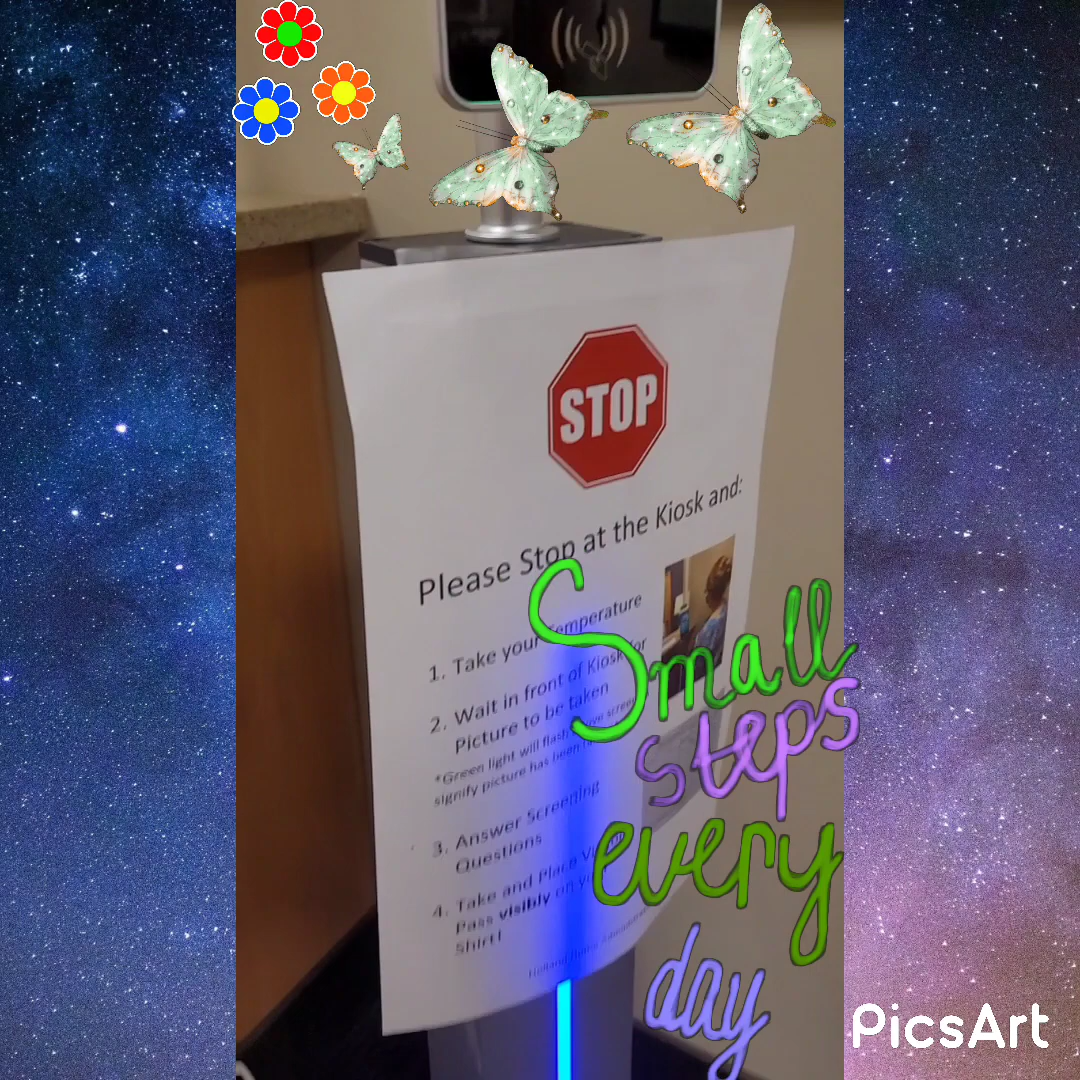 STOP
Please Stop at the Kiosk and:
1. Take your Temperature
2. Wait in front of Kiosk for
Picture to be taken
*Green light will flash
signify picture has been
3. Answer Screening
Questions
4. Take and Place
Pass visibly on
Shirt!
Small
steps
every
day
PicsArt